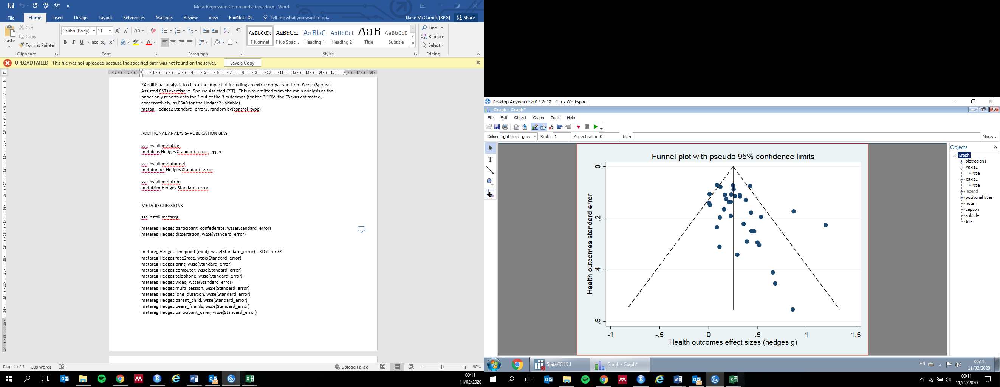 Meta-Regression Commands Dane.docx - Word
File Home Insert Design Layout References Mailings Review View EndNote X9 Tell me what you want to do... Dane McCarrick [RPG] Share
Paste
Cut
Copy
Format Painter
Clipboard
Calibri (Body) 11
Font
Paragraph
AaBbCcDc AaBbCcI AaBbC AaBbCcI AaB AaBbCcD
¶ Normal ¶ No Spac... Heading 1 Heading 2 Title Subtitle
Styles
Find
Replace
Select
Editing
UPLOAD FAILED This file was not uploaded because the specified path was not found on the server. Save a Copy
*Additional analysis to check the impact of including an extra comparison from Keefe (Spouse-
Assisted CST+exercise vs. Spouse Assisted CST). This was omitted from the main analysis as the
paper only reports data for 2 out of the 3 outcomes (for the 3rd DV, the ES was estimated,
conservatively, as ES=0 for the Hedges2 variable).
metan Hedges2 Standard_error2, random by(control_type)
ADDITIONAL ANALYSIS- PUBLICATION BIAS
ssc install metabias
metabias Hedges Standard_error, egger
ssc install metafunnel
metafunnel Hedges Standard_error
ssc install metatrim
metatrim Hedges Standard_error
META-REGRESSIONS
ssc install metareg
metareg Hedges participant_confederate, wsse(Standard_error)
metareg Hedges dissertation, wsse(Standard_error)
metareg Hedges timepoint (mod), wsse(Standard_error) – SD is for ES
metareg Hedges face2face, wsse(Standard_error)
metareg Hedges print, wsse(Standard_error)
metareg Hedges computer, wsse(Standard_error)
metareg Hedges telephone, wsse(Standard_error)
metareg Hedges video, wsse(Standard_error)
metareg Hedges multi_session, wsse(Standard_error)
metareg Hedges long_duration, wsse(Standard_error)
metareg Hedges parent_child, wsse(Standard_error)
metareg Hedges peers_friends, wsse(Standard_error)
metareg Hedges participant_carer, wsse(Standard_error)
Page 1 of 3 339 words Upload Failed 90%
00:11
11/02/2020
Desktop Anywhere 2017-2018 - Citrix Workspace
Graph - Graph*
File Edit Object Graph Tools Help
Color: Light bluish-gray Scale: 1 Aspect ratio: 0 Title: More...
Funnel plot with pseudo 95% confidence limits
Health outcomes standard error
0
.2
.4
.6
-1 -.5 0 .5 1 1.5
Health outcomes effect sizes (hedges g)
Objects
Graph
plotregion1
yaxis1
title
xaxis1
title
legend
positional titles
note
caption
subtitle
title
Stata/IC 15.1 Graph - Graph*
EN
00:11
11/02/2020
00:11
11/02/2020